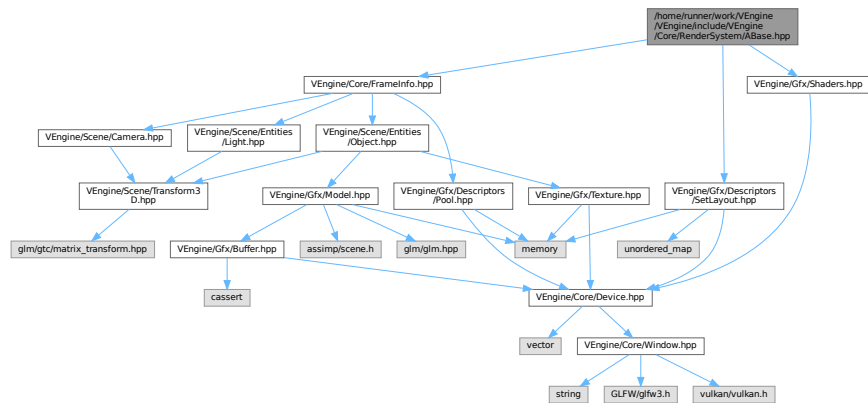 /home/runner/work/VEngine
/VEngine/include/VEngine
/Core/RenderSystem/ABase.hpp
VEngine/Core/FrameInfo.hpp
VEngine/Gfx/Shaders.hpp
VEngine/Scene/Camera.hpp
VEngine/Scene/Entities
/Light.hpp
VEngine/Scene/Entities
/Object.hpp
VEngine/Scene/Transform3
D.hpp
VEngine/Gfx/Model.hpp
VEngine/Gfx/Descriptors
/Pool.hpp
VEngine/Gfx/Texture.hpp
VEngine/Gfx/Descriptors
/SetLayout.hpp
glm/gtc/matrix_transform.hpp
VEngine/Gfx/Buffer.hpp
assimp/scene.h
glm/glm.hpp
memory
unordered_map
cassert
VEngine/Core/Device.hpp
vector
VEngine/Core/Window.hpp
string
GLFW/glfw3.h
vulkan/vulkan.h